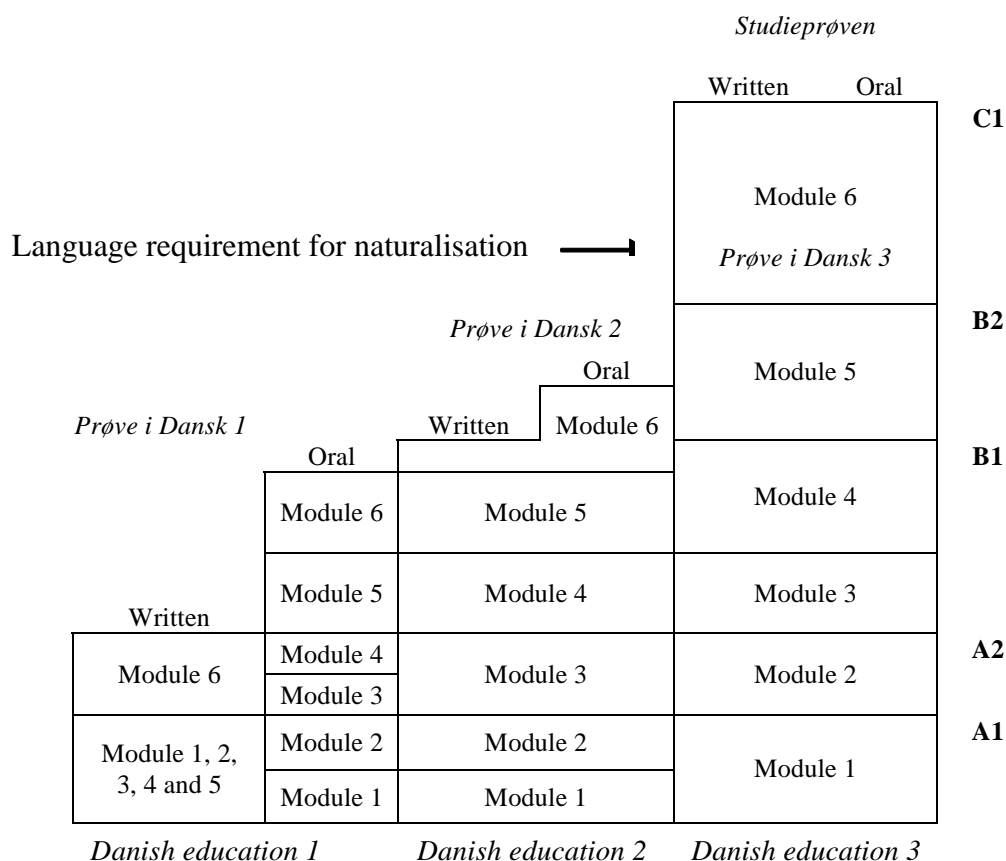 Studieprøven
Written Oral
C1
Module 6
Language requirement for naturalisation
Prøve i Dansk 3
B2
Prøve i Dansk 2
Oral
Module 5
Prøve i Dansk 1
Written
Module 6
B1
Oral
Module 6
Module 5
Module 4
Written
Module 5
Module 4
Module 3
A2
Module 6
Module 4
Module 3
Module 3
Module 2
A1
Module 1, 2,
3, 4 and 5
Module 2
Module 2
Module 1
Module 1
Module 1
Danish education 1 Danish education 2 Danish education 3